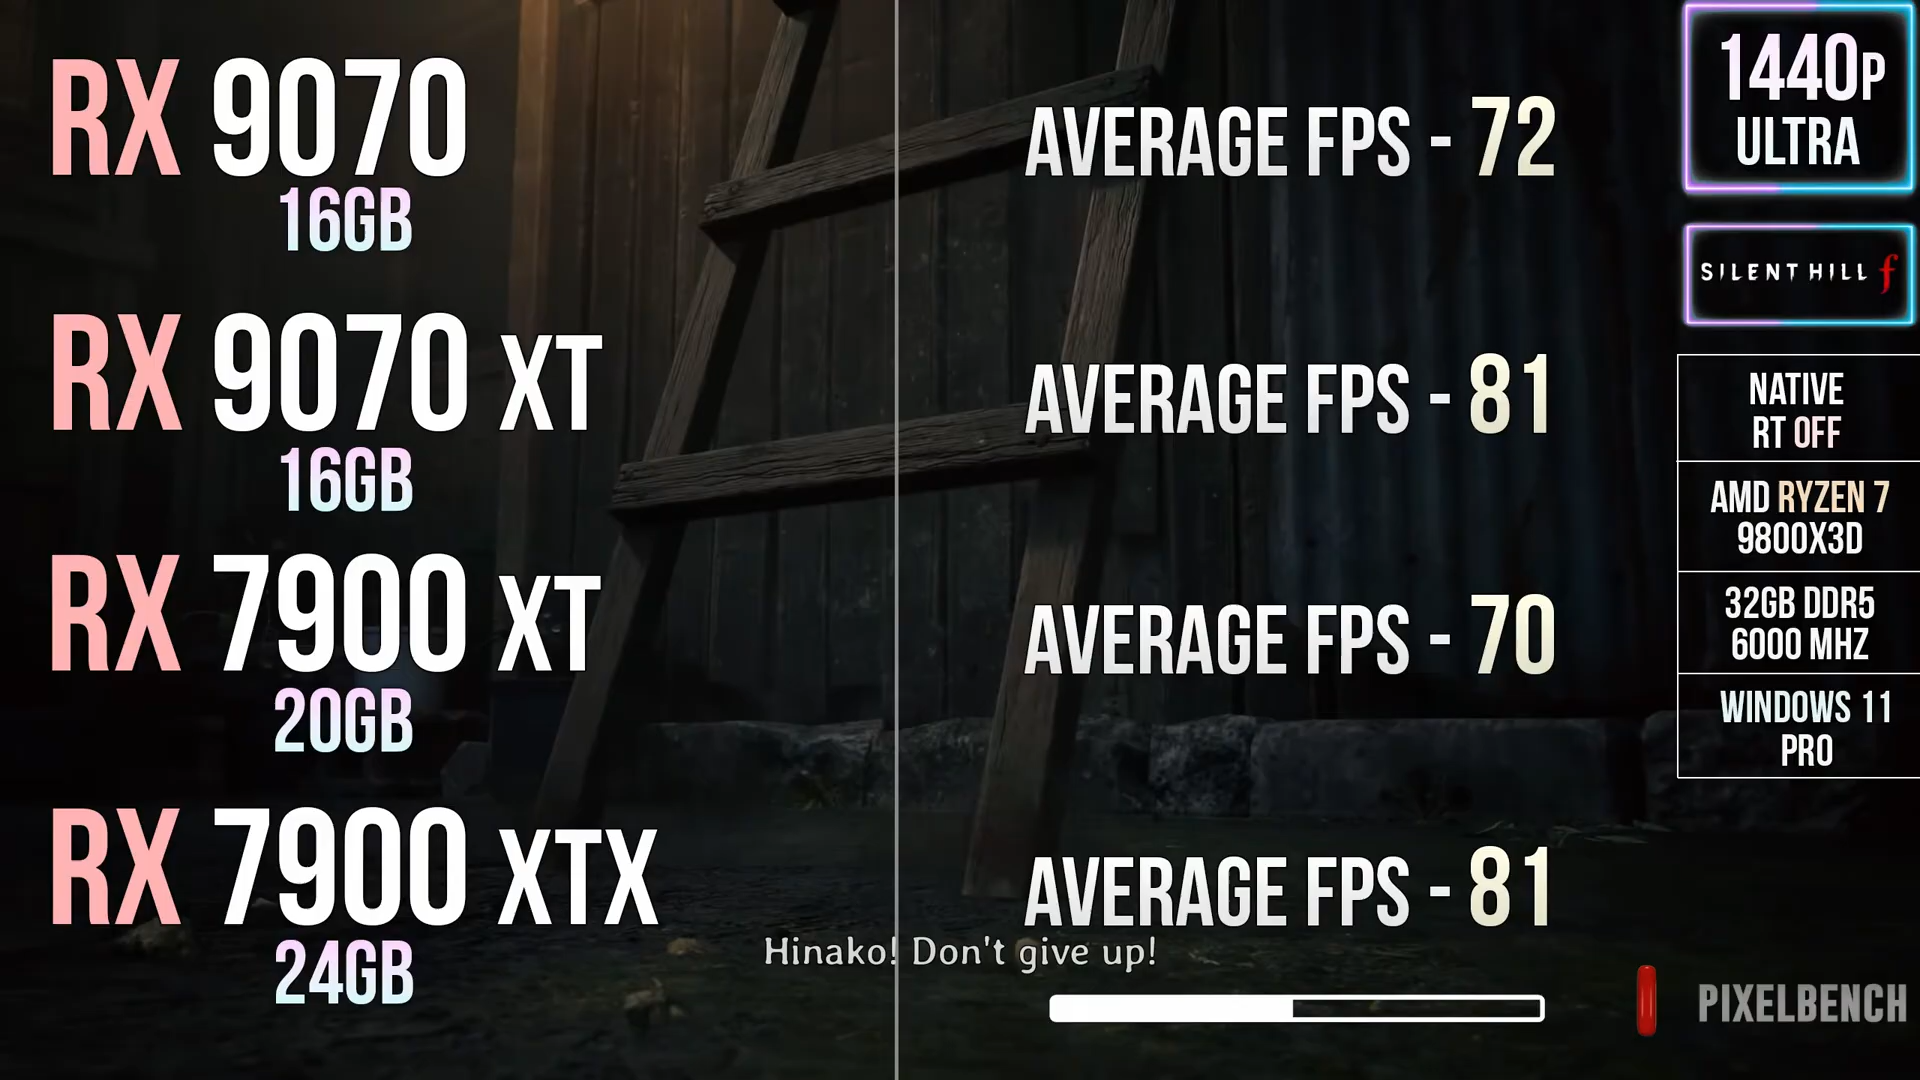 RX 9070
16GB
AVERAGE FPS - 72
RX 9070 XT
16GB
AVERAGE FPS - 81
RX 7900 XT
20GB
AVERAGE FPS - 70
RX 7900 XTX
24GB
AVERAGE FPS - 81
Hinako! Don't give up!
1440P
ULTRA
SILENT HILL f
NATIVE
RT OFF
AMD RYZEN 7
9800X3D
32GB DDR5
6000 MHZ
WINDOWS 11
PRO
PIXELBENCH